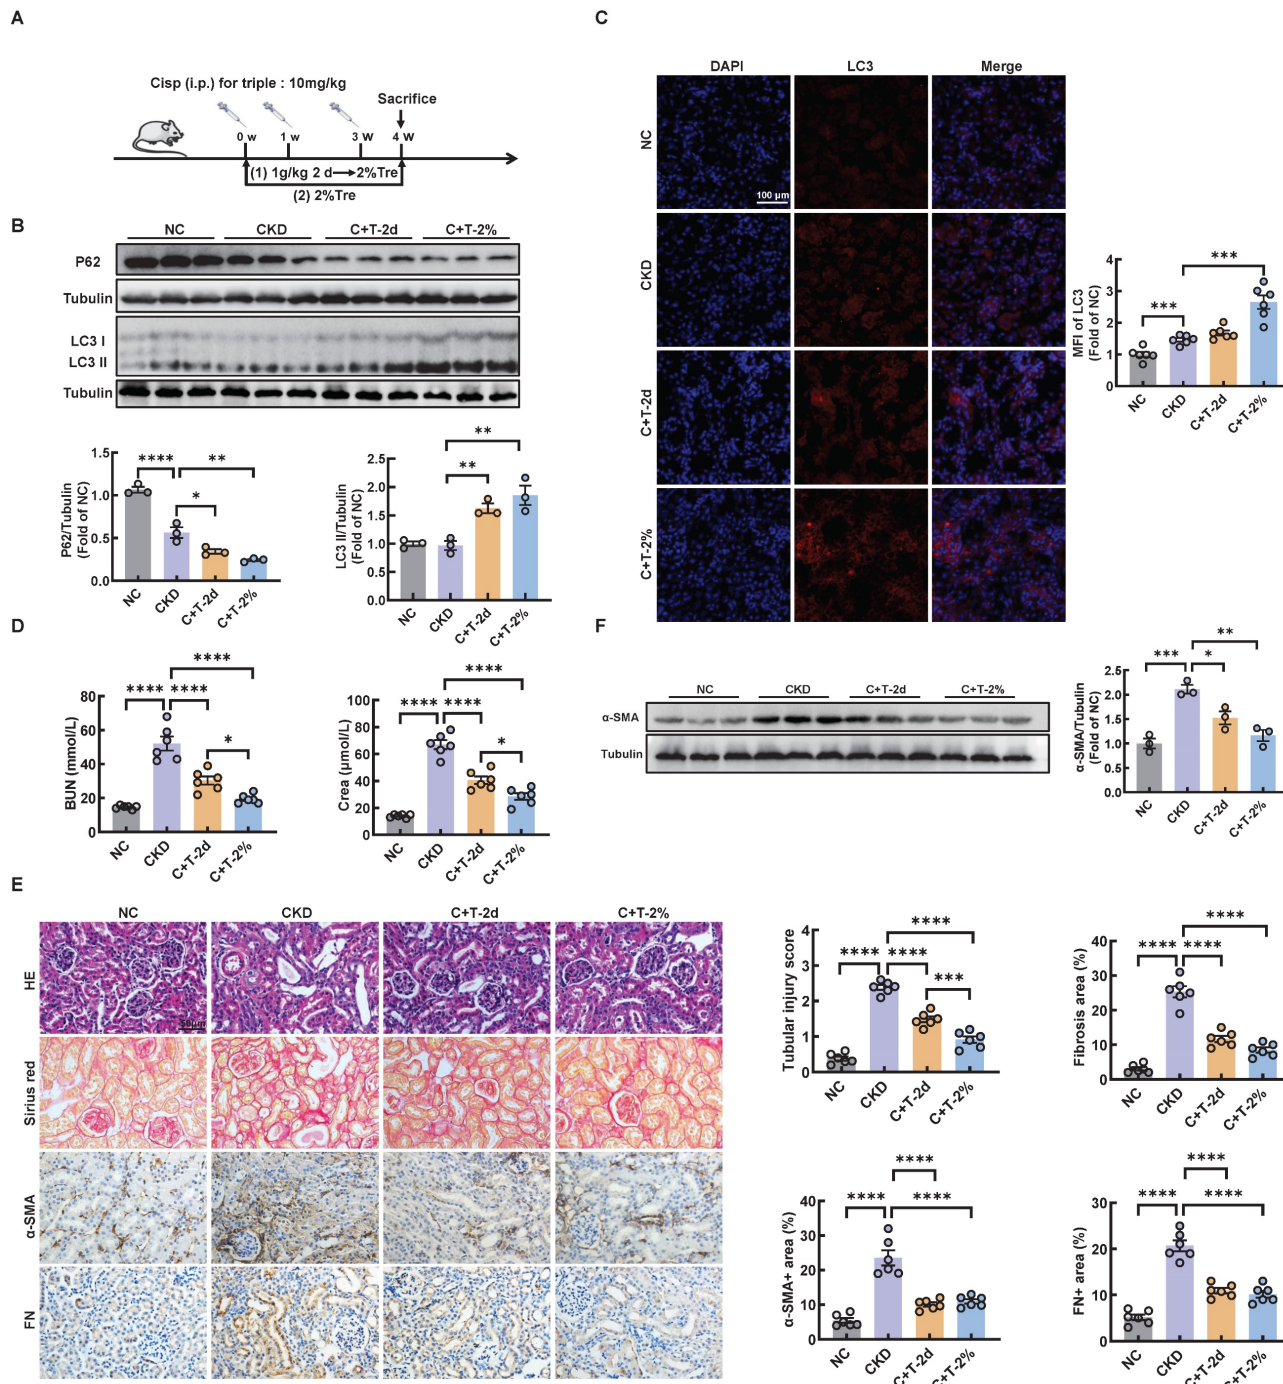 A
Cisp (i.p.) for triple : 10mg/kg
Sacrifice
0 w
1 w
3 W
4 W
(1) 1g/kg 2 d→2%Tre
(2) 2%Tre
B
NC CKD C+T-2d C+T-2%
P62
Tubulin
LC3 I
LC3 II
Tubulin
P62/Tubulin
(Fold of NC)
1.5
1.0
0.5
0.0
****
**
*
NC CKD C+T-2d C+T-2%
LC3 II/Tubulin
(Fold of NC)
2.5
2.0
1.5
1.0
0.5
0.0
**
**
NC CKD C+T-2d C+T-2%
C
DAPI LC3 Merge
NC
100 μm
CKD
C+T-2d
C+T-2%
MFI of LC3
(Fold of NC)
4
3
2
1
0
***
***
NC CKD C+T-2d C+T-2%
D
BUN (mmol/L)
80
60
40
20
0
****
**** ****
*
NC CKD C+T-2d C+T-2%
Crea (μmol/L)
100
80
60
40
20
0
****
**** ****
*
NC CKD C+T-2d C+T-2%
F
NC CKD C+T-2d C+T-2%
α-SMA
Tubulin
α-SMA/Tubulin
(Fold of NC)
2.5
2.0
1.5
1.0
0.5
0.0
**
*** *
NC CKD C+T-2d C+T-2%
E
NC CKD C+T-2d C+T-2%
HE
50μm
Sirius red
α-SMA
FN
Tubular injury score
4
3
2
1
0
****
**** ****
***
NC CKD C+T-2d C+T-2%
Fibrosis area (%)
40
30
20
10
0
****
**** ****
NC CKD C+T-2d C+T-2%
α-SMA+ area (%)
40
30
20
10
0
****
**** ****
NC CKD C+T-2d C+T-2%
FN+ area (%)
30
20
10
0
****
**** ****
NC CKD C+T-2d C+T-2%